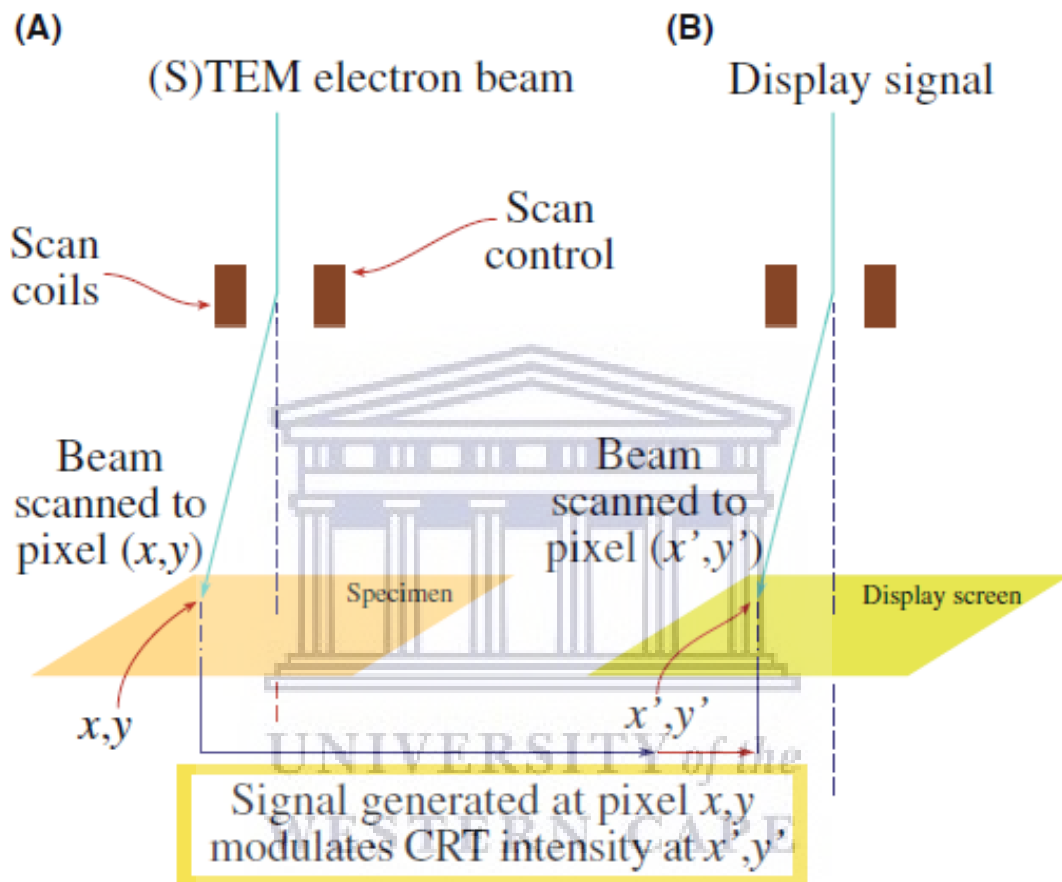 (A)
(S)TEM electron beam
Scan
coils
Scan
control
Beam
scanned to
pixel (x,y)
Specimen
x,y
(B)
Display signal
Beam
scanned to
pixel (x’,y’)
Display screen
x’,y’
UNIVERSITY of the
WESTERN CAPE
Signal generated at pixel x,y
modulates CRT intensity at x’,y’